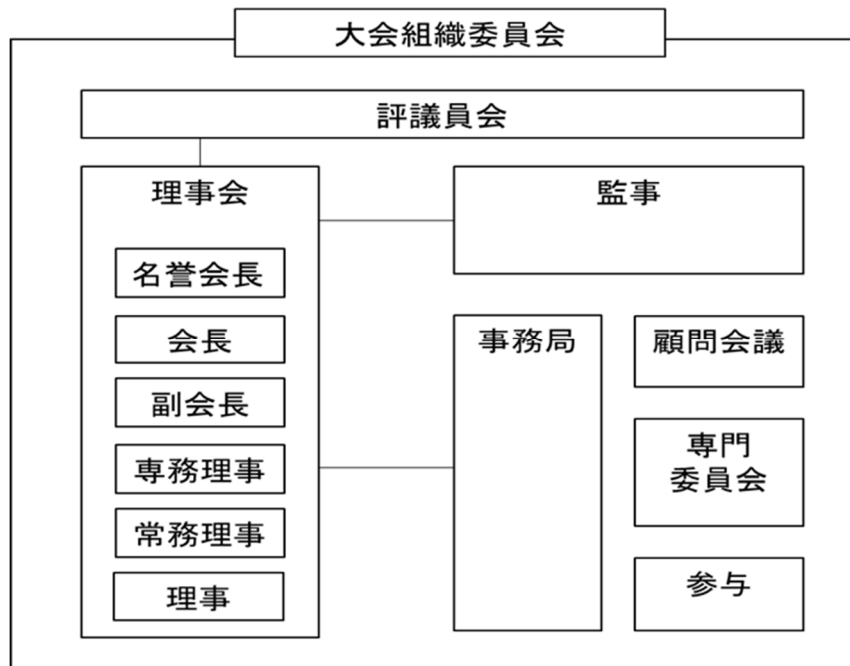 大会組織委員会
評議員会
理事会
名誉会長
会長
副会長
専務理事
常務理事
理事
監事
事務局
顧問会議
専門
委員会
参与